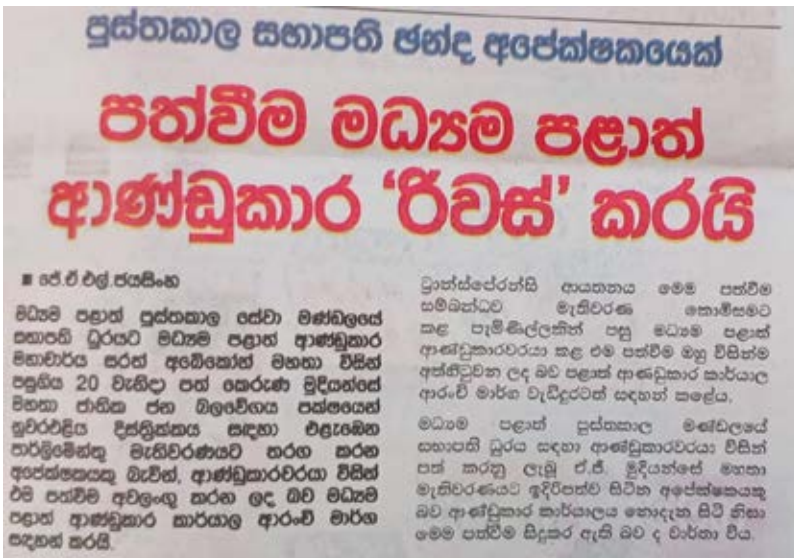 පුස්තකාල සභාපති ඡන්ද අපේක්ෂකයෙක්
පත්වීම මධ්‍යම පළාත්
ආණ්ඩුකාර ‘රිවස්’ කරයි
■ ජේ.ඒ.එල්.ජයසිංහ
මධ්‍යම පළාත් පුස්තකාල සේවා මණ්ඩලයේ
සභාපති ධුරයට මධ්‍යම පළාත් ආණ්ඩුකාර
මහාචාර්ය සරත් අබේකෝන් මහතා විසින්
පසුගිය 20 වැනිදා පත් කෙරුණ මුදියන්සේ
මහතා ජාතික ජන බලවේගය පක්ෂයෙන්
නුවරඑළිය දිස්ත්‍රික්කය සඳහා එළැඹෙන
පාර්ලිමේන්තු මැතිවරණයට තරග කරන
අපේක්ෂකයකු බැවින්, ආණ්ඩුකාරවරයා විසින්
එම පත්වීම අවලංගු කරන ලද බව මධ්‍යම
පළාත් ආණ්ඩුකාර කාර්යාල ආරංචි මාර්ග
සඳහන් කරයි.
ට්‍රාන්ස්පේරන්සි ආයතනය මෙම පත්වීම
සම්බන්ධව මැතිවරණ කොමිසමට
කළ පැමිණිල්ලකින් පසු මධ්‍යම පළාත්
ආණ්ඩුකාරවරයා කළ එම පත්වීම ඔහු විසින්ම
අත්හිටුවන ලද බව පළාත් ආණ්ඩුකාර කාර්යාල
ආරංචි මාර්ග වැඩිදුරටත් සඳහන් කළේය.
මධ්‍යම පළාත් පුස්තකාල මණ්ඩලයේ
සභාපති ධුරය සඳහා ආණ්ඩුකාරවරයා විසින්
පත් කරනු ලැබූ ඒ.ජී. මුදියන්සේ මහතා
මැතිවරණයට ඉදිරිපත්ව සිටින අපේක්ෂකයකු
බව ආණ්ඩුකාර කාර්යාලය නොදැන සිටි නිසා
මෙම පත්වීම සිදුකර ඇති බව ද වාර්තා විය.